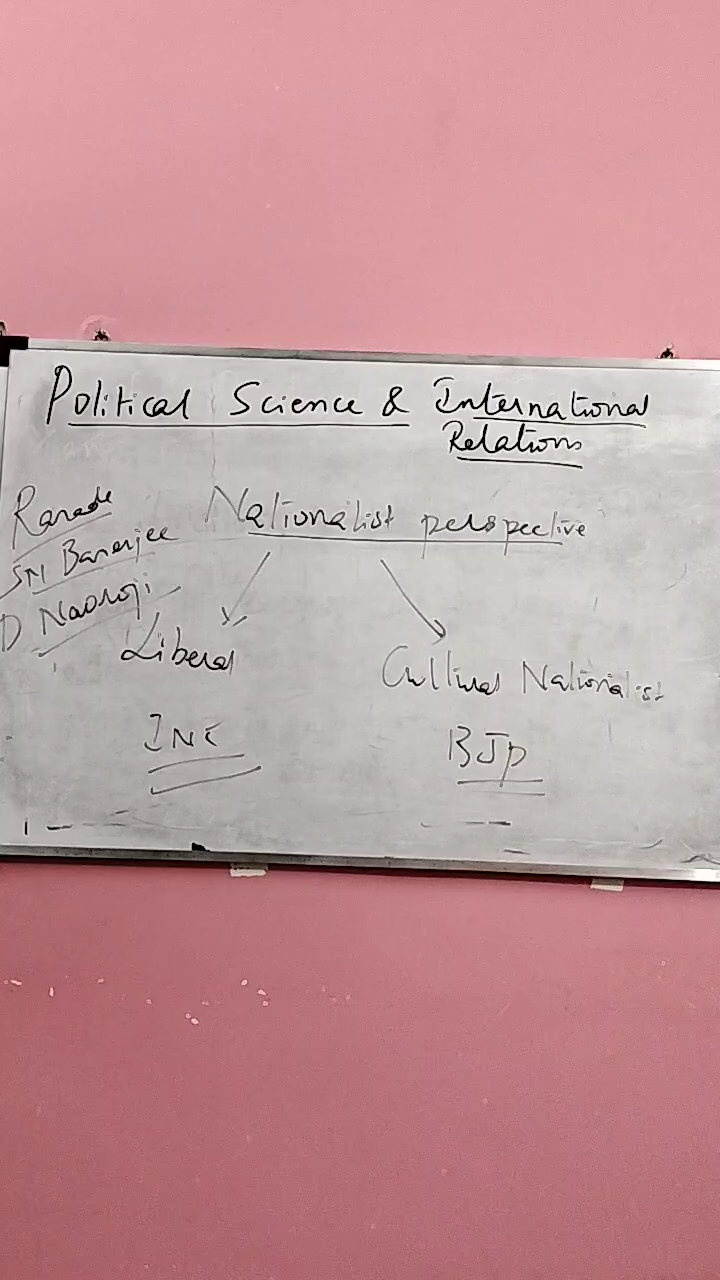 Political Science & International
Relations
Nationalist perspective
Ranade
SN Banerjee
D Naoroji
Liberal
Cultural Nationalist
INC
BJP